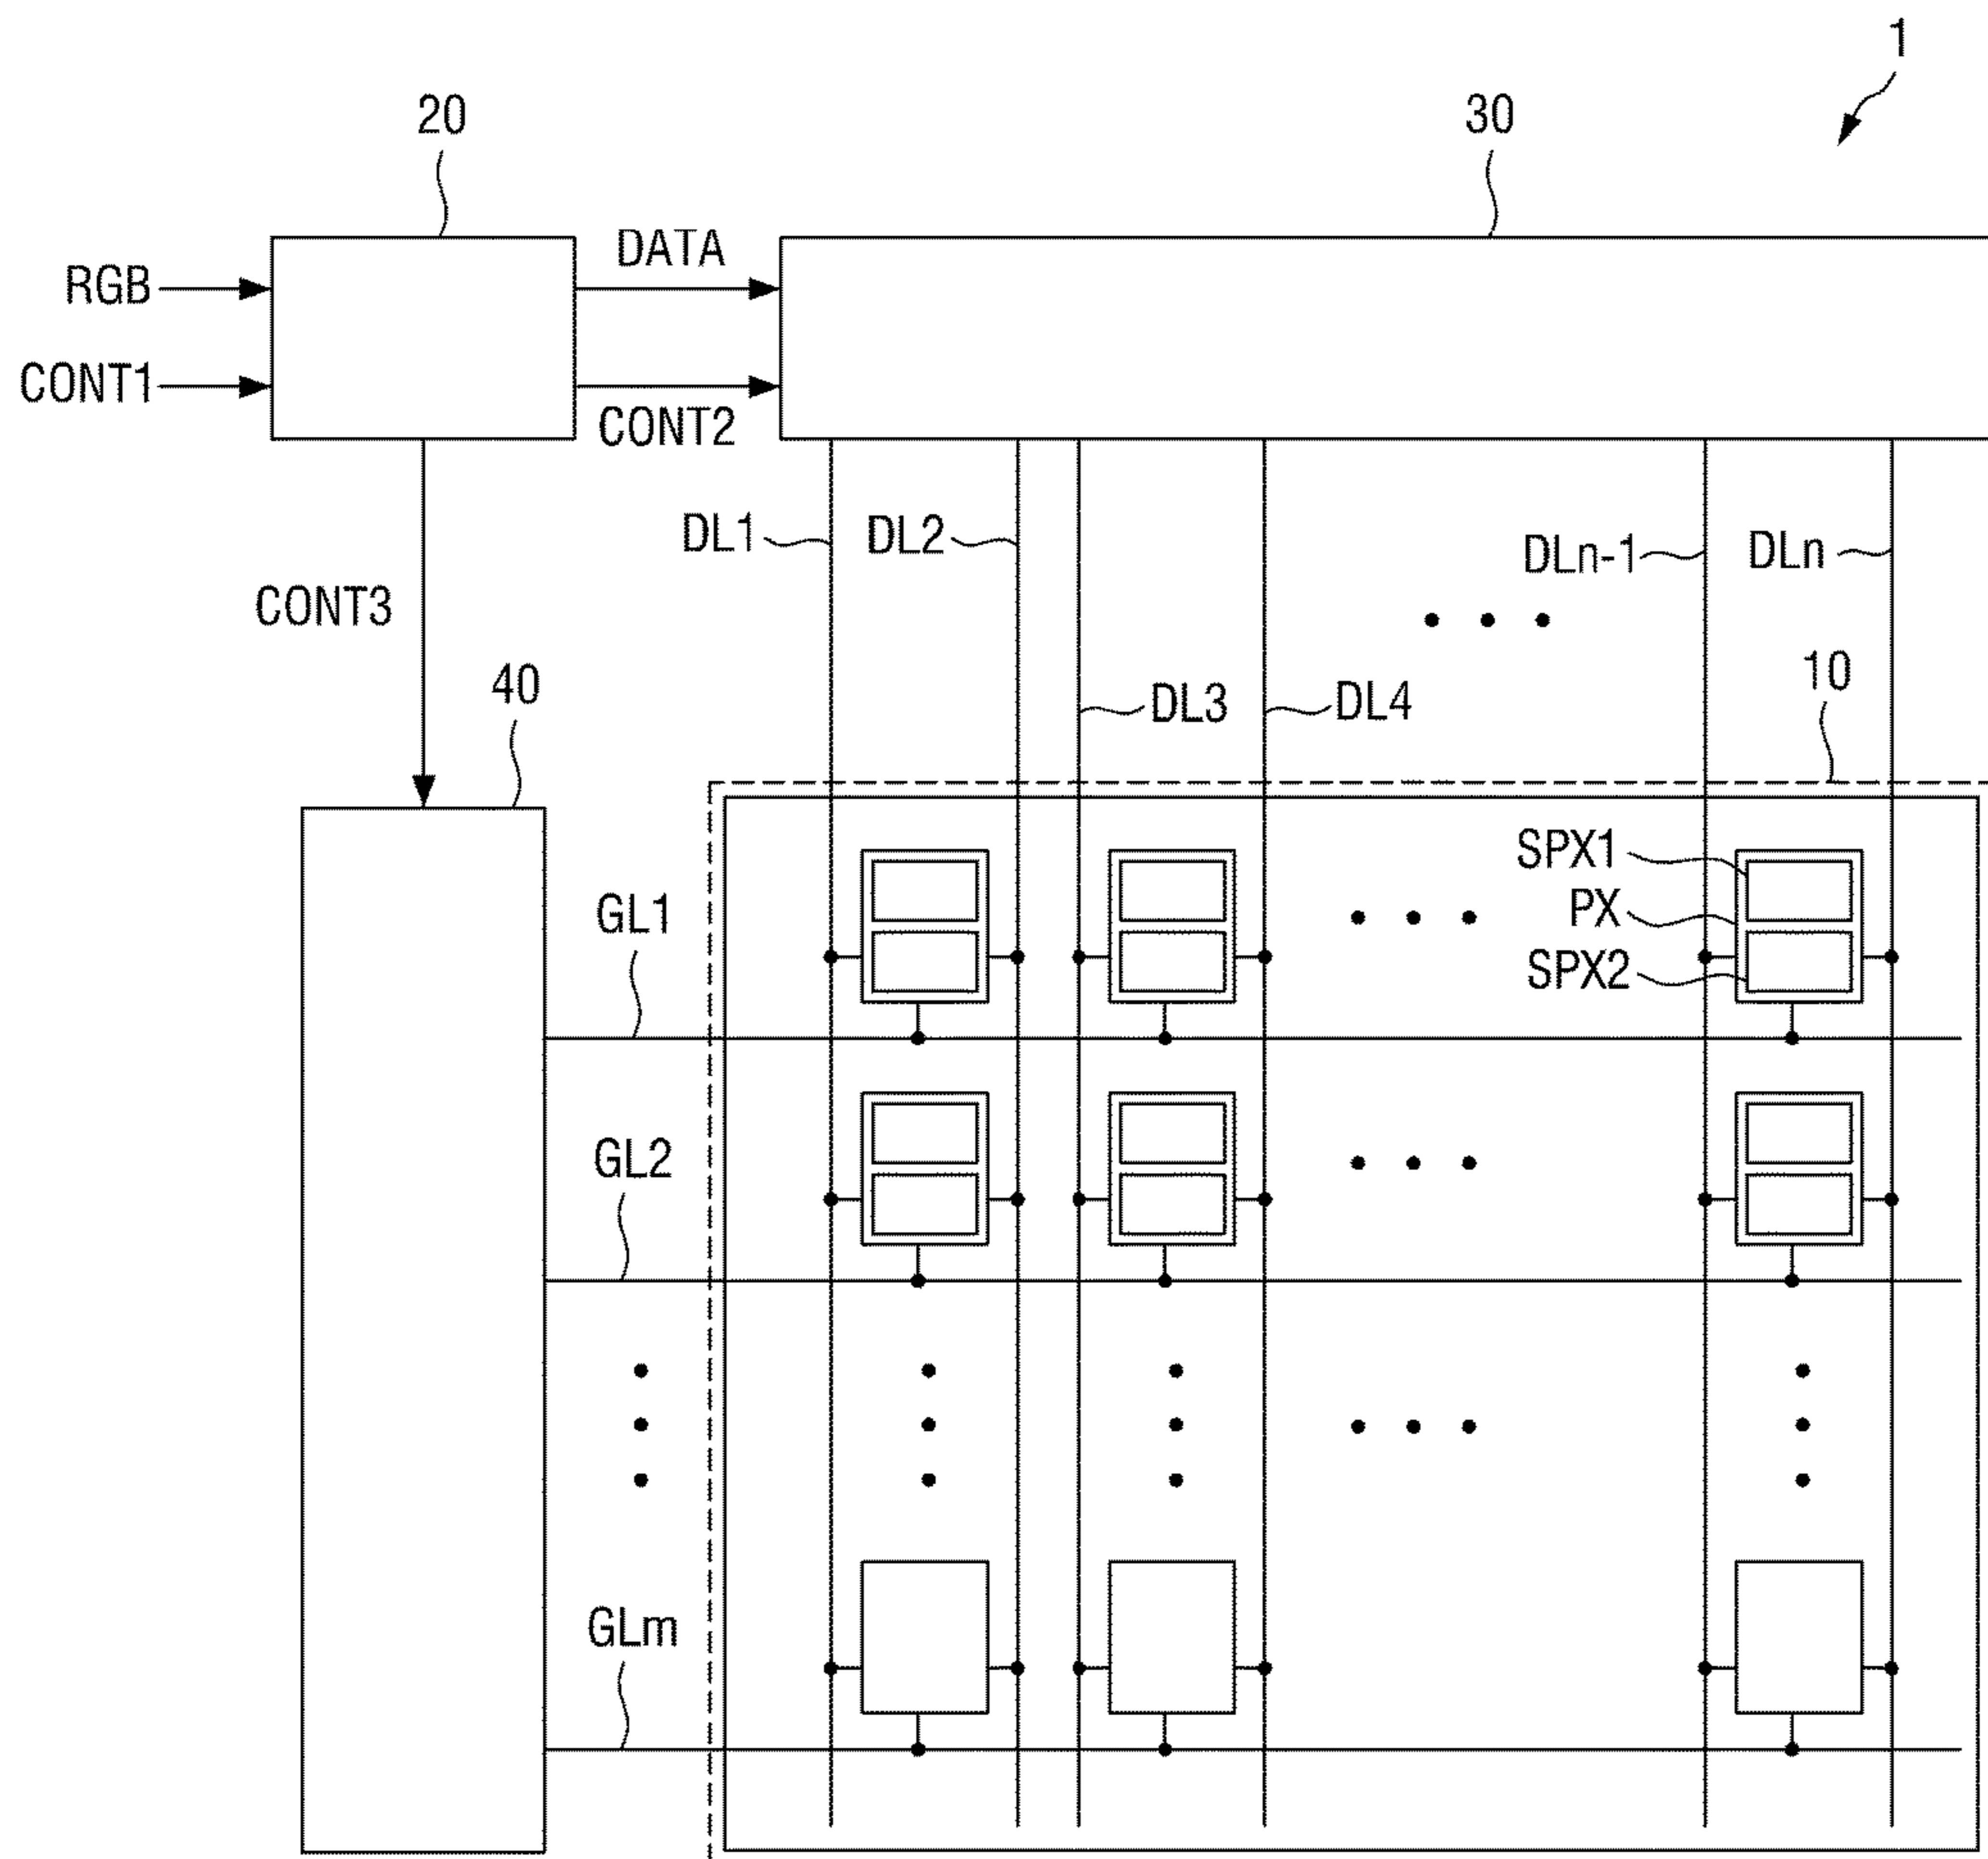 1
20
30
RGB
DATA
CONT1
CONT2
DL1
DL2
DLn-1
DLn
CONT3
40
DL3
DL4
10
SPX1
PX
SPX2
GL1
GL2
GLm